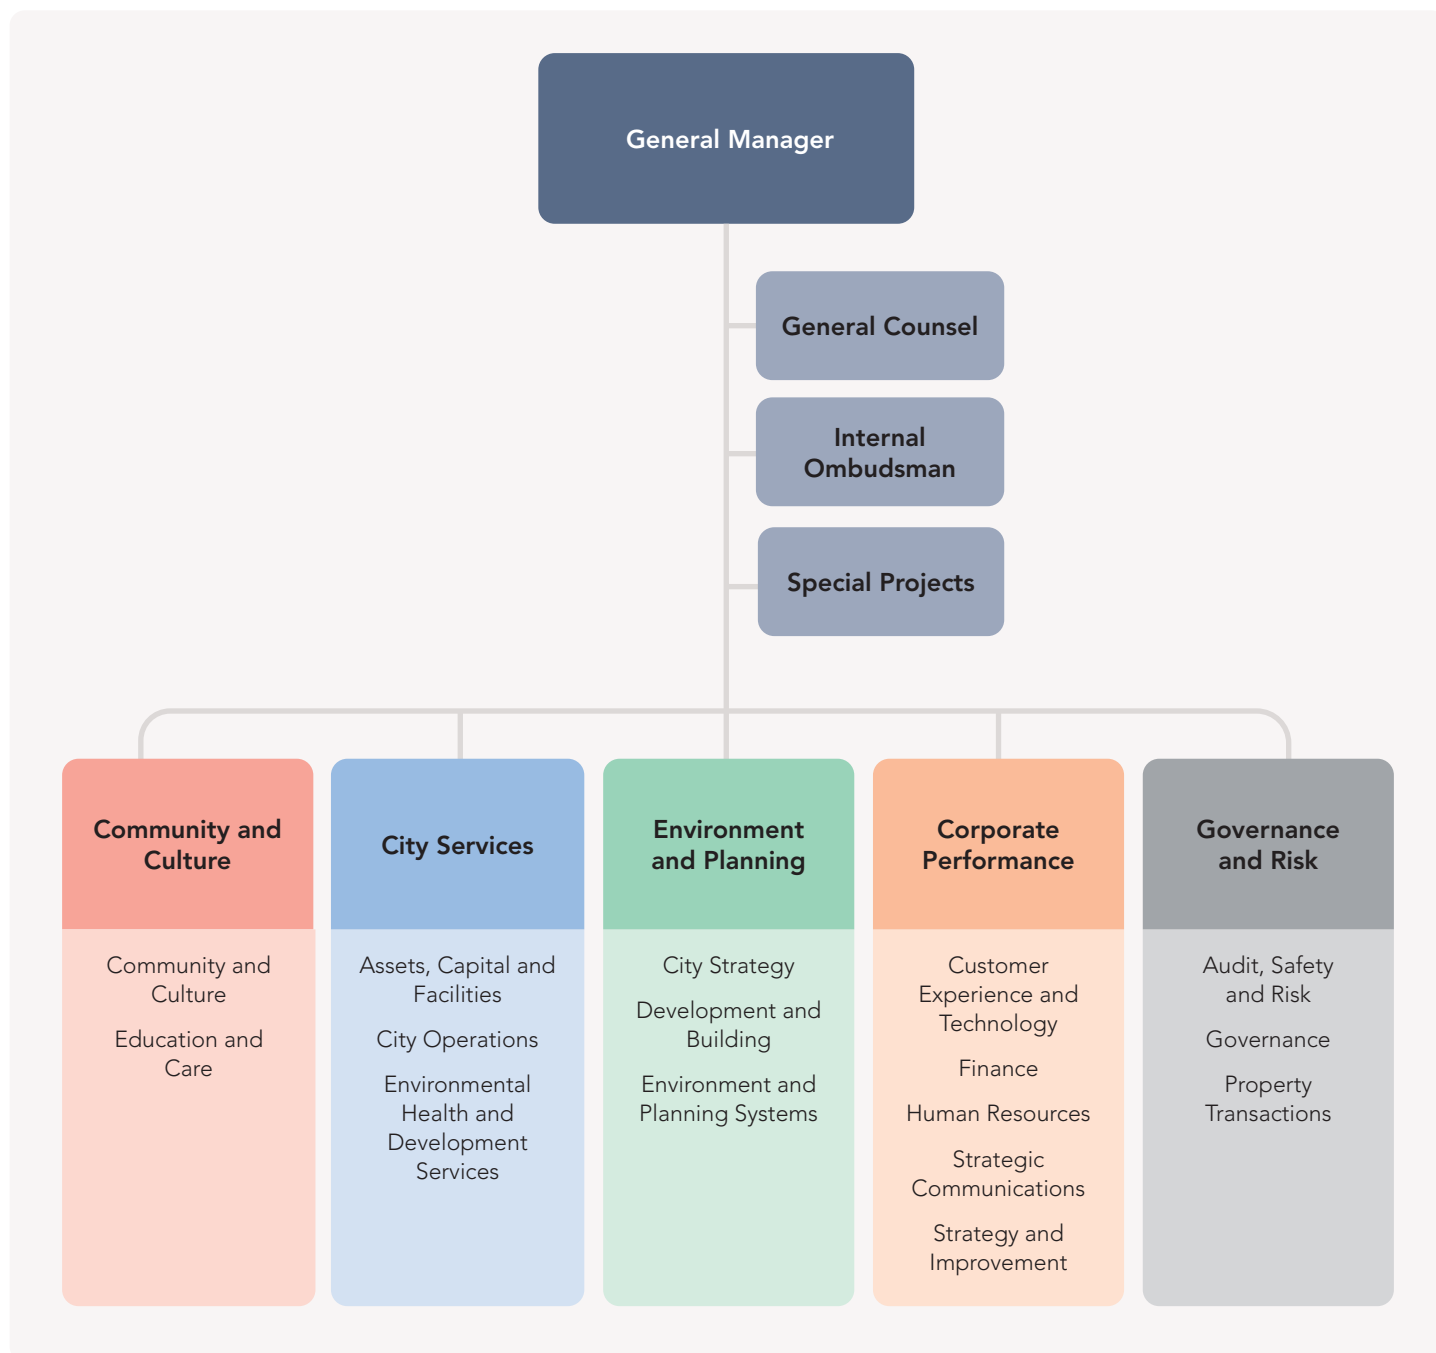 General Manager
General Counsel
Internal
Ombudsman
Special Projects
Community and
Culture
Community and
Culture
Education and
Care
City Services
Assets, Capital and
Facilities
City Operations
Environmental
Health and
Development
Services
Environment
and Planning
City Strategy
Development and
Building
Environment and
Planning Systems
Corporate
Performance
Customer
Experience and
Technology
Finance
Human Resources
Strategic
Communications
Strategy and
Improvement
Governance
and Risk
Audit, Safety
and Risk
Governance
Property
Transactions